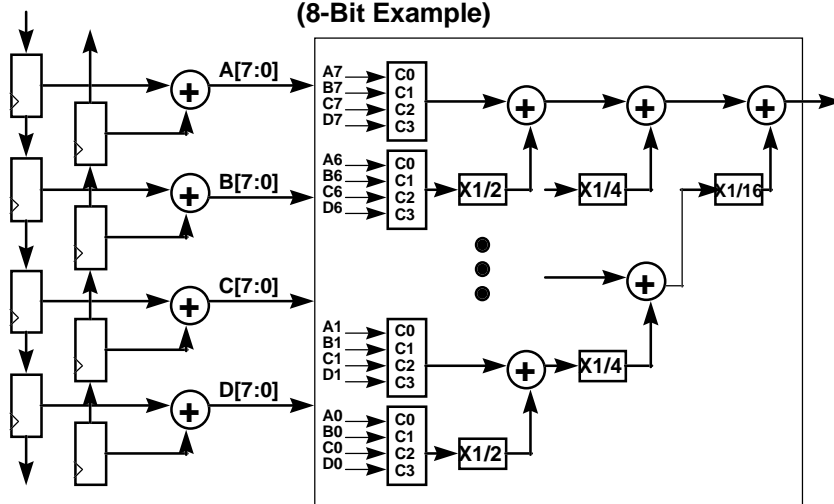 (8-Bit Example)
A[7:0]
A7 C0
B7 C1
C7 C2
D7 C3
+ + + +
B[7:0]
A6 C0
B6 C1
C6 C2
D6 C3
X1/2 X1/4 X1/16
+
C[7:0]
+ +
A1 C0
B1 C1
C1 C2
D1 C3
+ X1/4
D[7:0]
+
A0 C0
B0 C1
C0 C2
D0 C3
X1/2